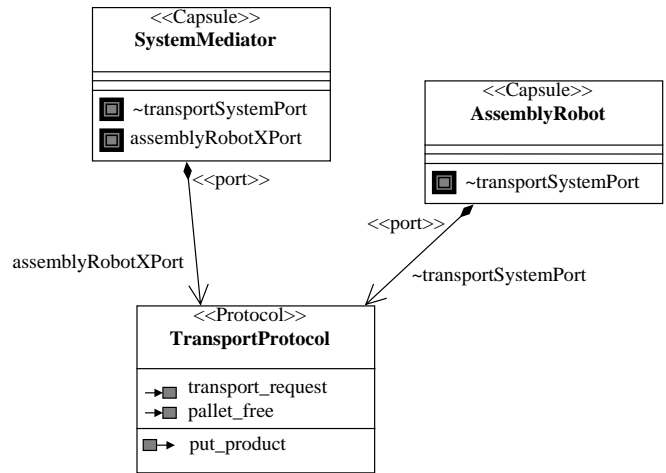 <<Capsule>>
SystemMediator
~transportSystemPort
assemblyRobotXPort
<<Capsule>>
AssemblyRobot
~transportSystemPort
<<port>>
<<port>>
assemblyRobotXPort
~transportSystemPort
<<Protocol>>
TransportProtocol
transport_request
pallet_free
put_product